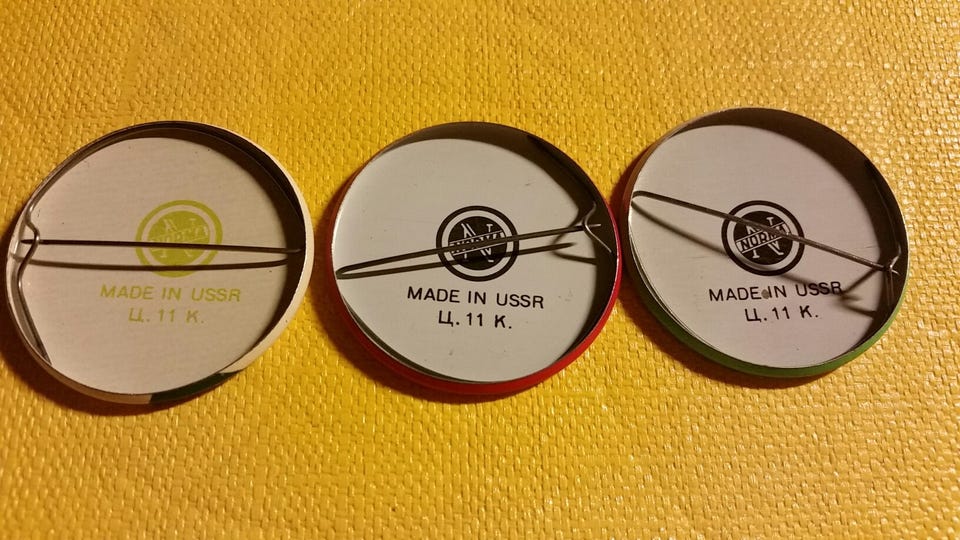 NORMA
MADE IN USSR
Ц. 11 К.
NORMA
MADE IN USSR
Ц. 11 К.
N
NORMA
MADE IN USSR
Ц. 11 К.